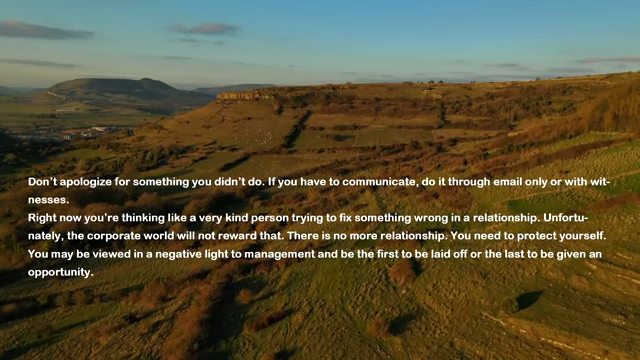 Don't apologize for something you didn't do. If you have to communicate, do it through email only or with wit-
nesses.
Right now you're thinking like a very kind person trying to fix something wrong in a relationship. Unfortu-
nately, the corporate world will not reward that. There is no more relationship. You need to protect yourself.
You may be viewed in a negative light to management and be the first to be laid off or the last to be given an
opportunity.